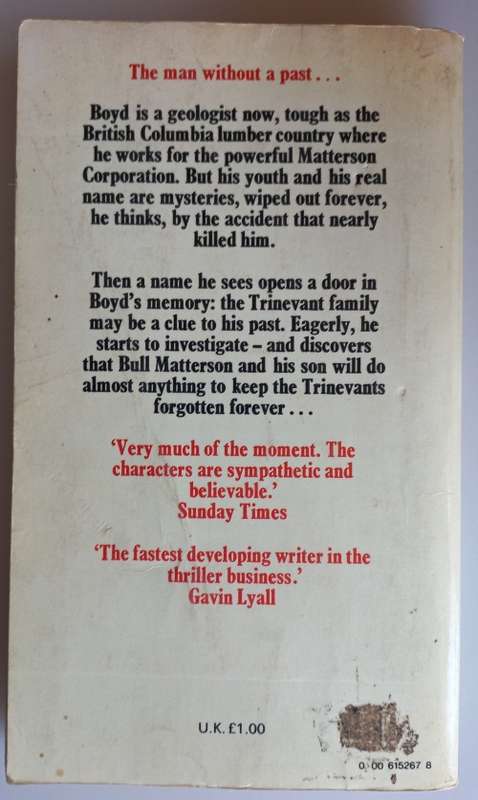 The man without a past . . .
Boyd is a geologist now, tough as the
British Columbia lumber country where
he works for the powerful Matterson
Corporation. But his youth and his real
name are mysteries, wiped out forever,
he thinks, by the accident that nearly
killed him.
Then a name he sees opens a door in
Boyd's memory: the Trinevant family
may be a clue to his past. Eagerly, he
starts to investigate – and discovers
that Bull Matterson and his son will do
almost anything to keep the Trinevants
forgotten forever . . .
‘Very much of the moment. The
characters are sympathetic and
believable.’
Sunday Times
‘The fastest developing writer in the
thriller business.’
Gavin Lyall
U.K. £1.00
0 00 615267 8